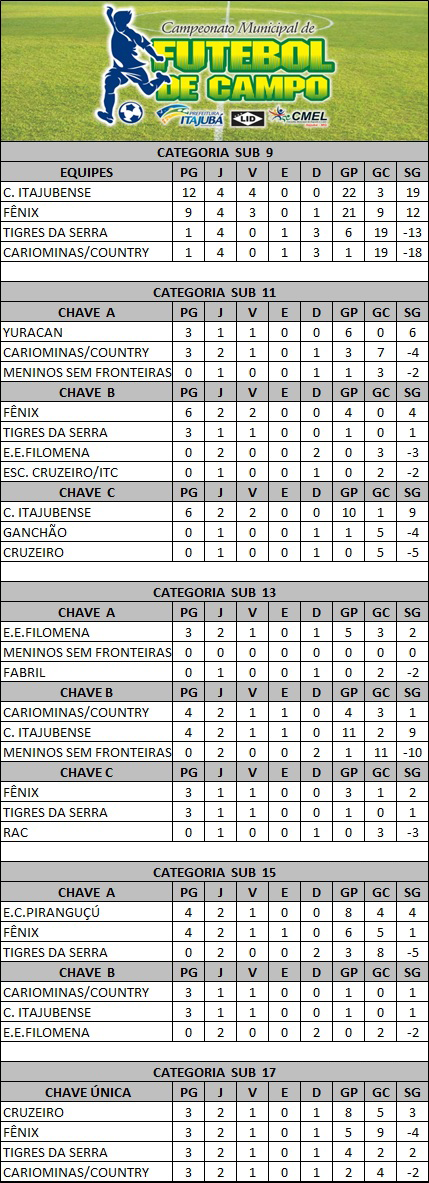 Campeonato Municipal de
FUTEBOL
DE CAMPO
PREFEITURA ITAJUBÁ LID CMEL
CATEGORIA SUB 9
EQUIPES PG J V E D GP GC SG
C. ITAJUBENSE 12 4 4 0 0 22 3 19
FÊNIX 9 4 3 0 1 21 9 12
TIGRES DA SERRA 1 4 0 1 3 6 19 -13
CARIOMINAS/COUNTRY 1 4 0 1 3 1 19 -18
CATEGORIA SUB 11
CHAVE A PG J V E D GP GC SG
YURACAN 3 1 1 0 0 6 0 6
CARIOMINAS/COUNTRY 3 2 1 0 1 3 7 -4
MENINOS SEM FRONTEIRAS 0 1 0 0 1 1 3 -2
CHAVE B PG J V E D GP GC SG
FÊNIX 6 2 2 0 0 4 0 4
TIGRES DA SERRA 3 1 1 0 0 1 0 1
E.E.FILOMENA 0 2 0 0 2 0 3 -3
ESC. CRUZEIRO/ITC 0 1 0 0 1 0 2 -2
CHAVE C PG J V E D GP GC SG
C. ITAJUBENSE 6 2 2 0 0 10 1 9
GANCHÃO 0 1 0 0 1 1 5 -4
CRUZEIRO 0 1 0 0 1 0 5 -5
CATEGORIA SUB 13
CHAVE A PG J V E D GP GC SG
E.E.FILOMENA 3 2 1 0 1 5 3 2
MENINOS SEM FRONTEIRAS 0 0 0 0 0 0 0 0
FABRIL 0 1 0 0 1 0 2 -2
CHAVE B PG J V E D GP GC SG
CARIOMINAS/COUNTRY 4 2 1 1 0 4 3 1
C. ITAJUBENSE 4 2 1 1 0 11 2 9
MENINOS SEM FRONTEIRAS 0 2 0 0 2 1 11 -10
CHAVE C PG J V E D GP GC SG
FÊNIX 3 1 1 0 0 3 1 2
TIGRES DA SERRA 3 1 1 0 0 1 0 1
RAC 0 1 0 0 1 0 3 -3
CATEGORIA SUB 15
CHAVE A PG J V E D GP GC SG
E.C.PIRANGUÇÚ 4 2 1 0 0 8 4 4
FÊNIX 4 2 1 1 0 6 5 1
TIGRES DA SERRA 0 2 0 0 2 3 8 -5
CHAVE B PG J V E D GP GC SG
CARIOMINAS/COUNTRY 3 1 1 0 0 1 0 1
C. ITAJUBENSE 3 1 1 0 0 1 0 1
E.E.FILOMENA 0 2 0 0 2 0 2 -2
CATEGORIA SUB 17
CHAVE ÚNICA PG J V E D GP GC SG
CRUZEIRO 3 2 1 0 1 8 5 3
FÊNIX 3 2 1 0 1 5 9 -4
TIGRES DA SERRA 3 2 1 0 1 4 2 2
CARIOMINAS/COUNTRY 3 2 1 0 1 2 4 -2